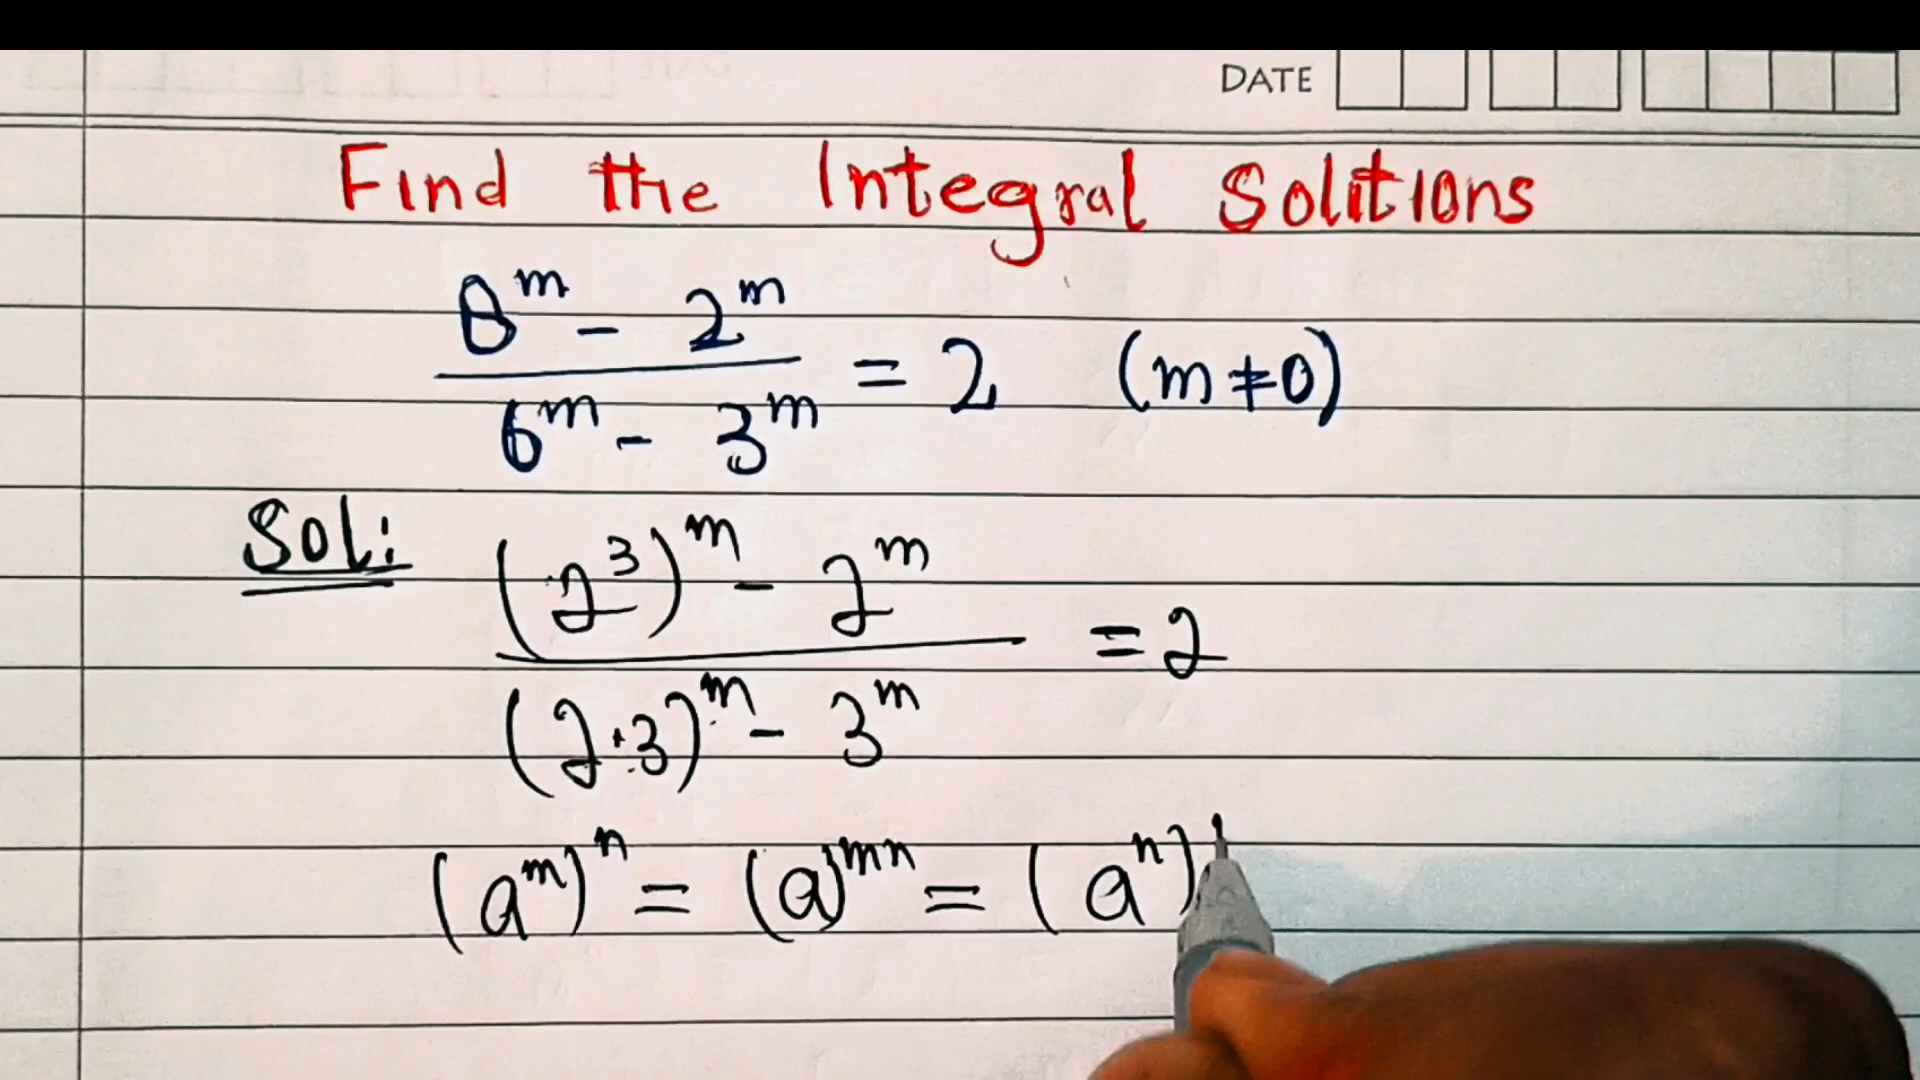 DATE
Find the Integral Solitions
(8^m - 2^m)/(6^m - 3^m) = 2 (m ≠ 0)
Sol: ((2^3)^m - 2^m)/((2·3)^m - 3^m) = 2
(a^m)^n = (a)^mn = (a^n)